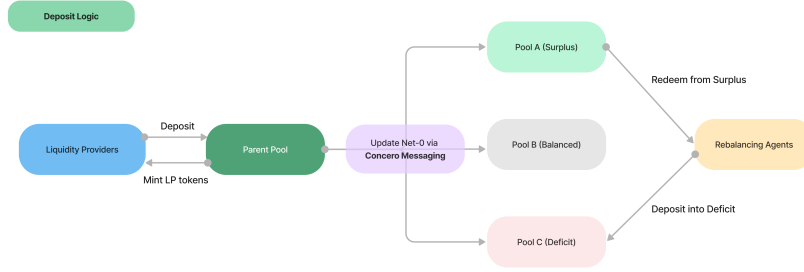 Deposit Logic
Pool A (Surplus)
Redeem from Surplus
Deposit
Liquidity Providers
Parent Pool
Update Net-0 via
Concero Messaging
Pool B (Balanced)
Rebalancing Agents
Mint LP tokens
Deposit into Deficit
Pool C (Deficit)